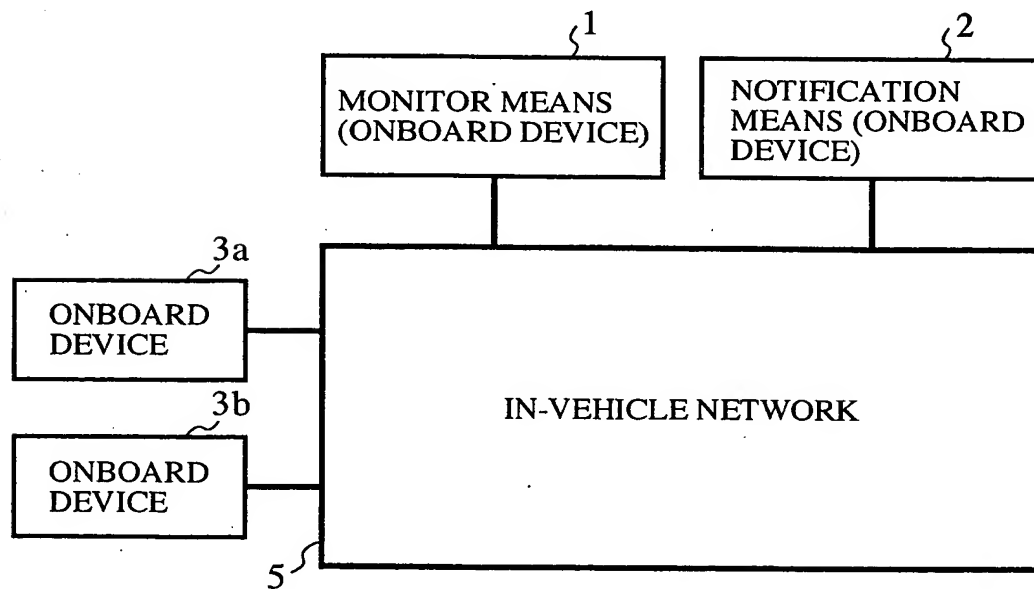 1
MONITOR MEANS
(ONBOARD DEVICE)
2
NOTIFICATION
MEANS (ONBOARD
DEVICE)
3a
ONBOARD
DEVICE
3b
ONBOARD
DEVICE
IN-VEHICLE NETWORK
5